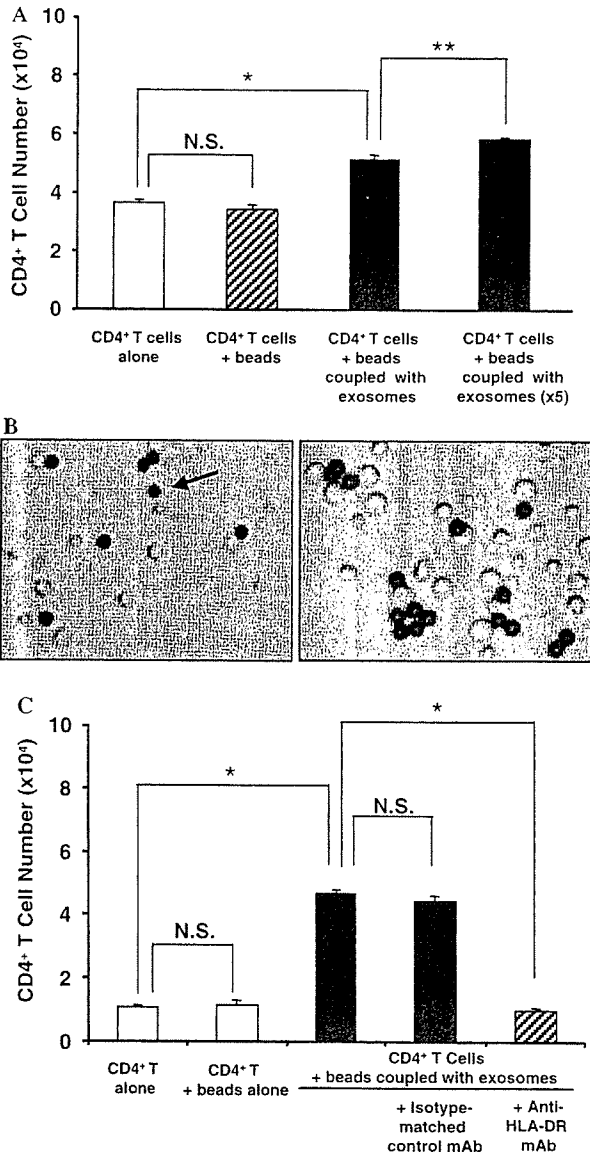 A
10
8
6
4
2
0
CD4⁺ T Cell Number (x10⁴)
*
**
N.S.
CD4⁺ T cells
alone
CD4⁺ T cells
+ beads
CD4⁺ T cells
+ beads
coupled with
exosomes
CD4⁺ T cells
+ beads
coupled with
exosomes (x5)
B
C
10
8
6
4
2
0
CD4⁺ T Cell Number (x10⁴)
*
*
N.S.
N.S.
CD4⁺ T
alone
CD4⁺ T
+ beads alone
CD4⁺ T Cells
+ beads coupled with exosomes
+ Isotype-
matched
control mAb
+ Anti-
HLA-DR
mAb